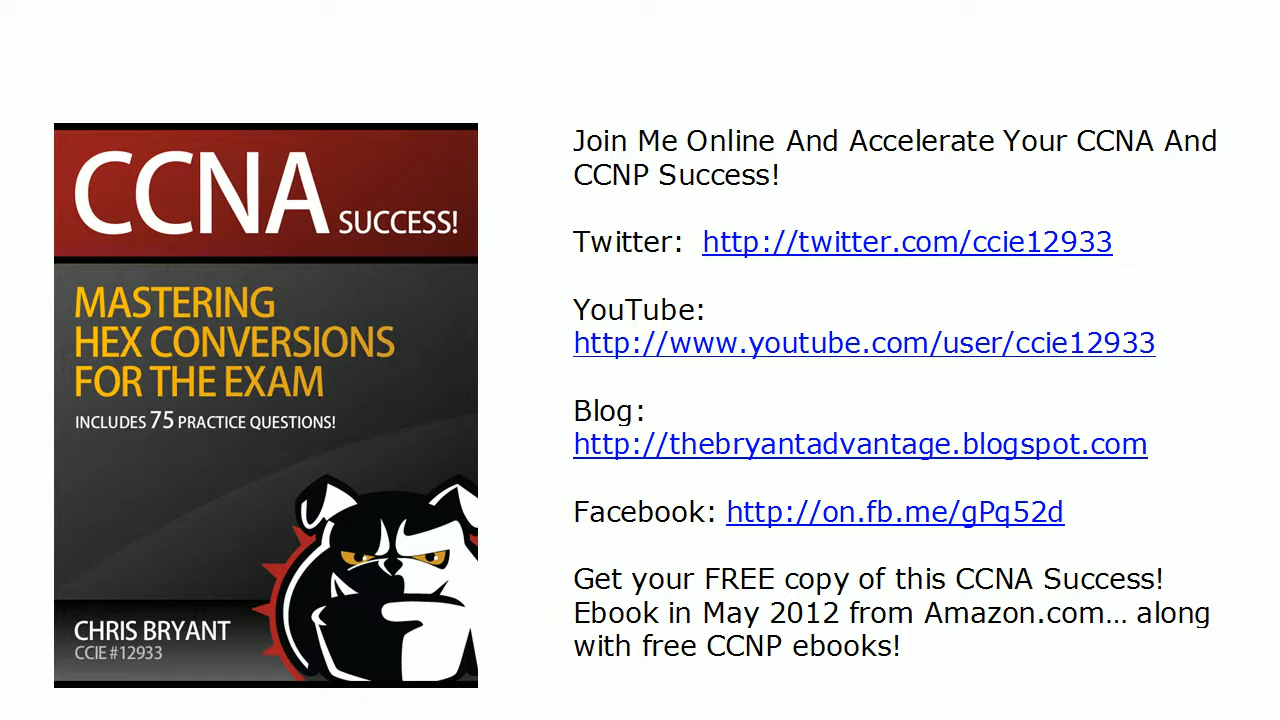 CCNA SUCCESS!
MASTERING
HEX CONVERSIONS
FOR THE EXAM
INCLUDES 75 PRACTICE QUESTIONS!
CHRIS BRYANT
CCIE #12933
Join Me Online And Accelerate Your CCNA And
CCNP Success!
Twitter:  http://twitter.com/ccie12933
YouTube:
http://www.youtube.com/user/ccie12933
Blog:
http://thebryantadvantage.blogspot.com
Facebook: http://on.fb.me/gPq52d
Get your FREE copy of this CCNA Success!
Ebook in May 2012 from Amazon.com… along
with free CCNP ebooks!